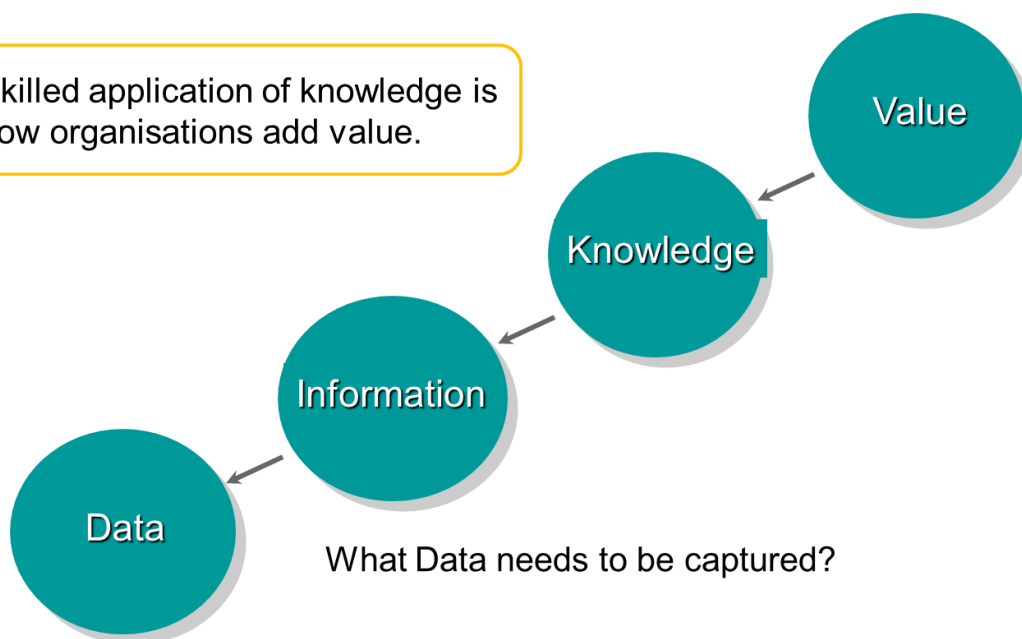 killed application of knowledge is
ow organisations add value.
Value
Knowledge
Information
Data
What Data needs to be captured?